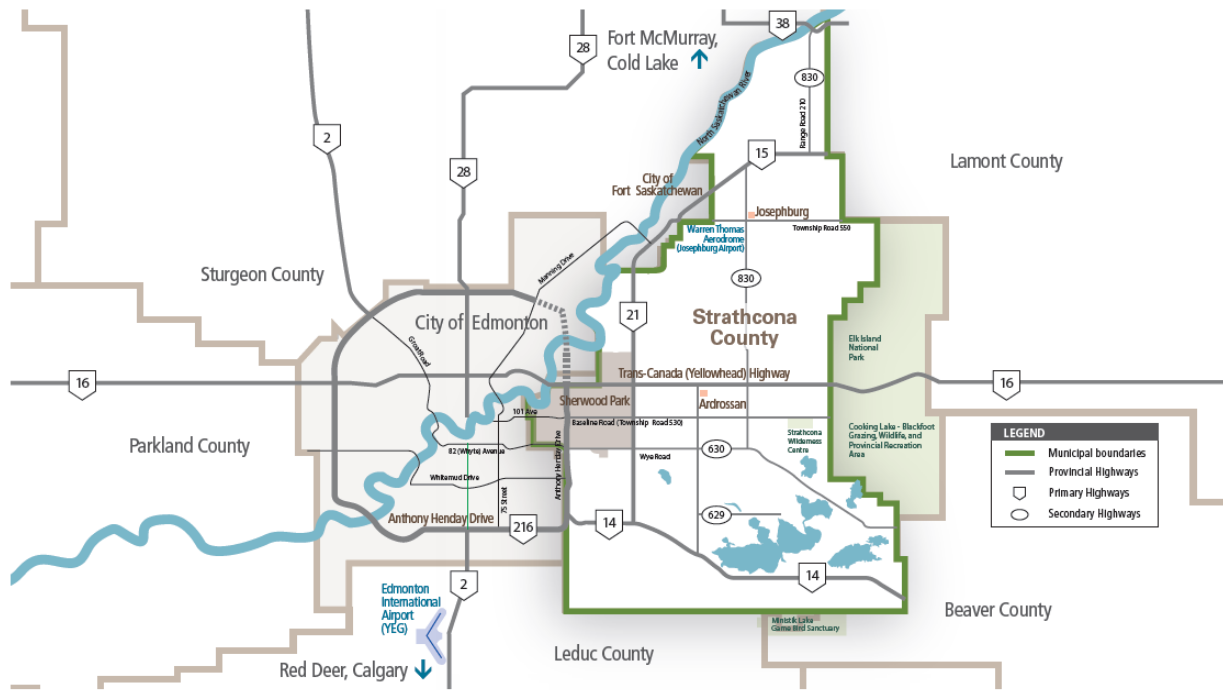 38
28
Fort McMurray,
Cold Lake
830
Range Road 210
North Saskatchewan River
2
15
28
Lamont County
City of
Fort Saskatchewan
Josephburg
Township Road 550
Warren Thomas
Aerodrome
(Josephburg Airport)
Manning Drive
Sturgeon County
830
21
Strathcona
County
City of Edmonton
Groat Road
Elk Island
National
Park
16
Trans-Canada (Yellowhead) Highway
16
Sherwood Park
Ardrossan
101 Ave
Baseline Road (Township Road 530)
Cooking Lake - Blackfoot
Grazing, Wildlife, and
Provincial Recreation
Area
Parkland County
82 (Whyte) Avenue
Anthony Henday Drive
Wye Road
630
Strathcona
Wilderness
Centre
LEGEND
Municipal boundaries
Provincial Highways
Primary Highways
Secondary Highways
Whitemud Drive
75 Street
Anthony Henday Drive
216
14
629
14
Edmonton
International
Airport
(YEG)
2
Beaver County
Ministik Lake
Game Bird Sanctuary
Leduc County
Red Deer, Calgary